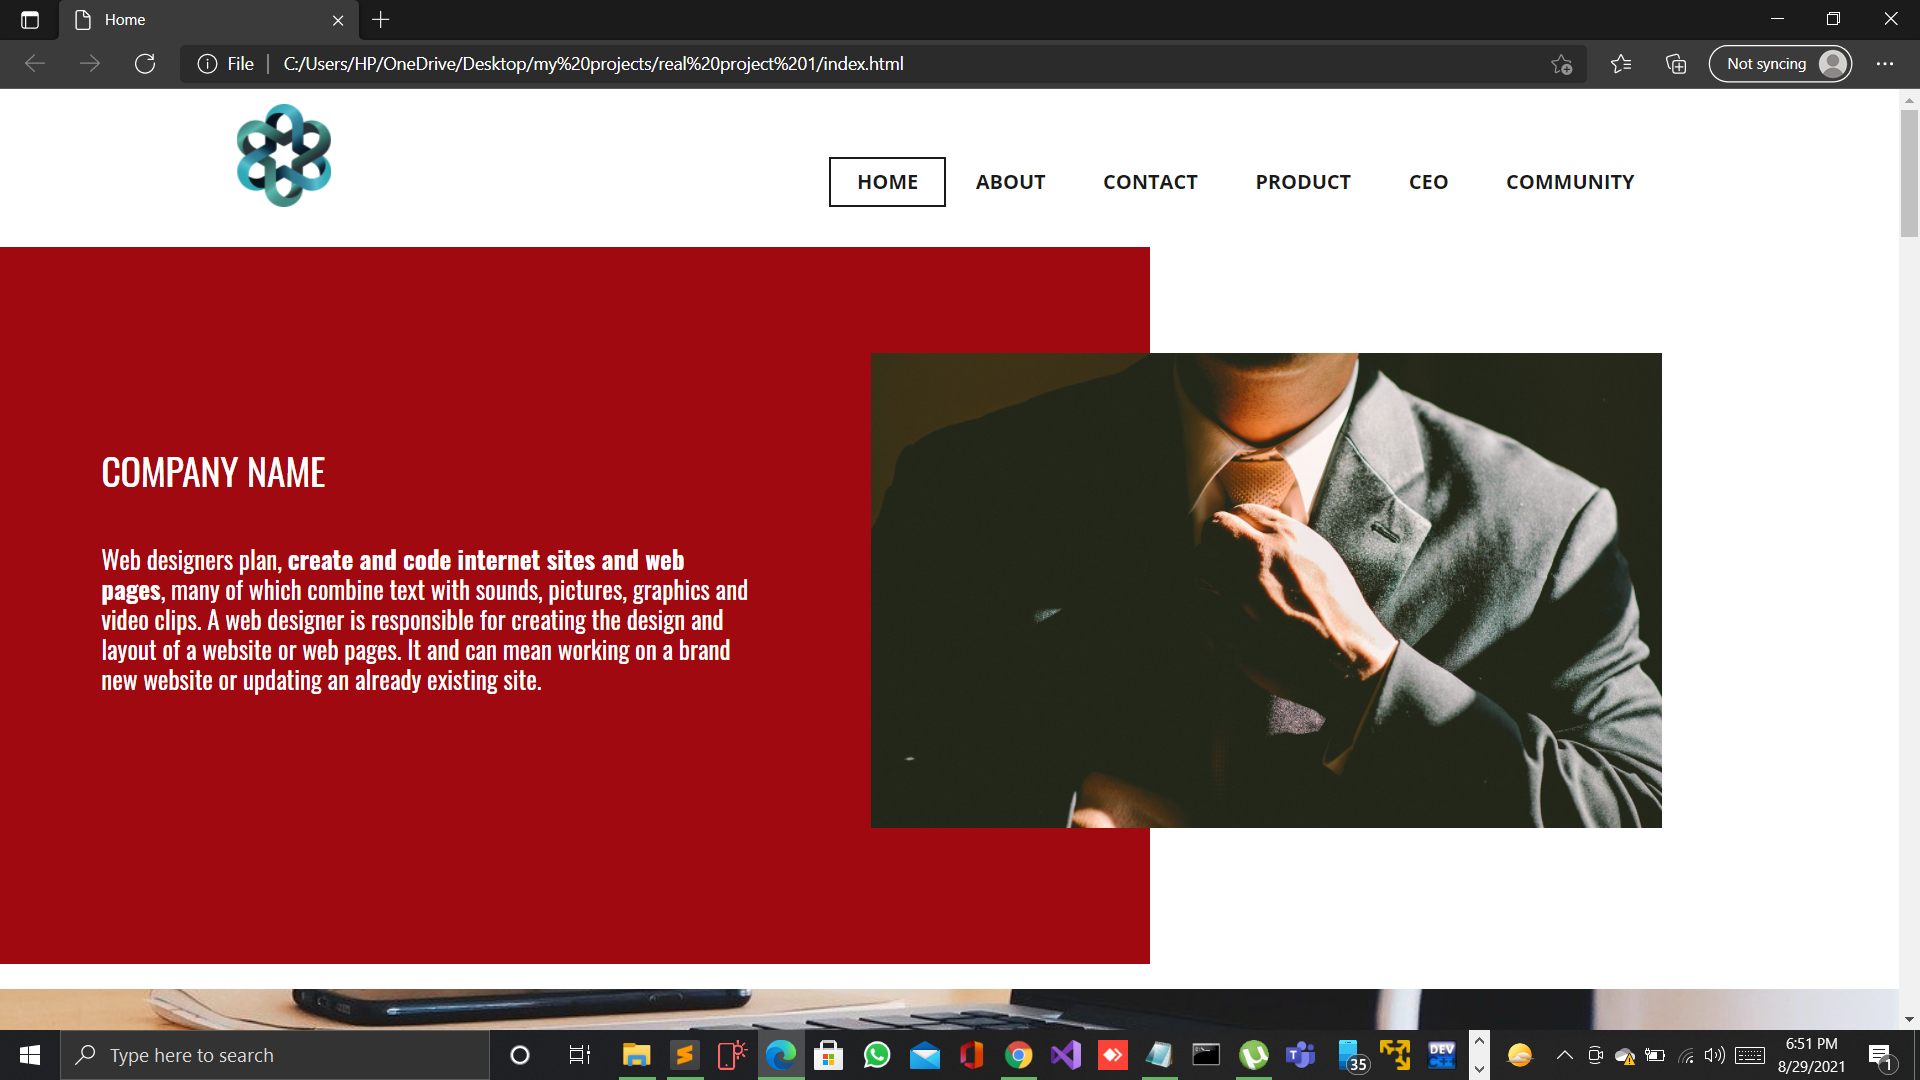 Home
File
C:/Users/HP/OneDrive/Desktop/my%20projects/real%20project%201/index.html
Not syncing
HOME
ABOUT
CONTACT
PRODUCT
CEO
COMMUNITY
COMPANY NAME
Web designers plan, create and code internet sites and web
pages, many of which combine text with sounds, pictures, graphics and
video clips. A web designer is responsible for creating the design and
layout of a website or web pages. It and can mean working on a brand
new website or updating an already existing site.
Type here to search
DEV
C++
35
6:51 PM
8/29/2021
1